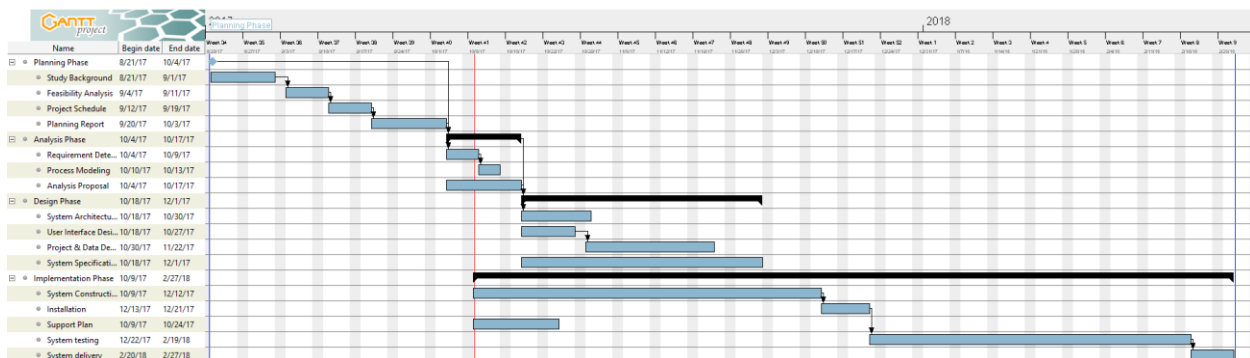 GANTT
project
2017
2018
Planning Phase
Week 34 Week 35 Week 36 Week 37 Week 38 Week 39 Week 40 Week 41 Week 42 Week 43 Week 44 Week 45 Week 46 Week 47 Week 48 Week 49 Week 50 Week 51 Week 52 Week 1 Week 2 Week 3 Week 4 Week 5 Week 6 Week 7 Week 8 Week 9
Name Begin date End date
Planning Phase 8/21/17 10/4/17
Study Background 8/21/17 9/1/17
Feasibility Analysis 9/4/17 9/11/17
Project Schedule 9/12/17 9/19/17
Planning Report 9/20/17 10/3/17
Analysis Phase 10/4/17 10/17/17
Requirement Dete... 10/4/17 10/9/17
Process Modeling 10/10/17 10/13/17
Analysis Proposal 10/4/17 10/17/17
Design Phase 10/18/17 12/1/17
System Architectu... 10/18/17 10/30/17
User Interface Desi... 10/18/17 10/27/17
Project & Data De... 10/30/17 11/22/17
System Specificati... 10/18/17 12/1/17
Implementation Phase 10/9/17 2/27/18
System Constructi... 10/9/17 12/12/17
Installation 12/13/17 12/21/17
Support Plan 10/9/17 10/24/17
System testing 12/22/17 2/19/18
System delivery 2/20/18 2/27/18